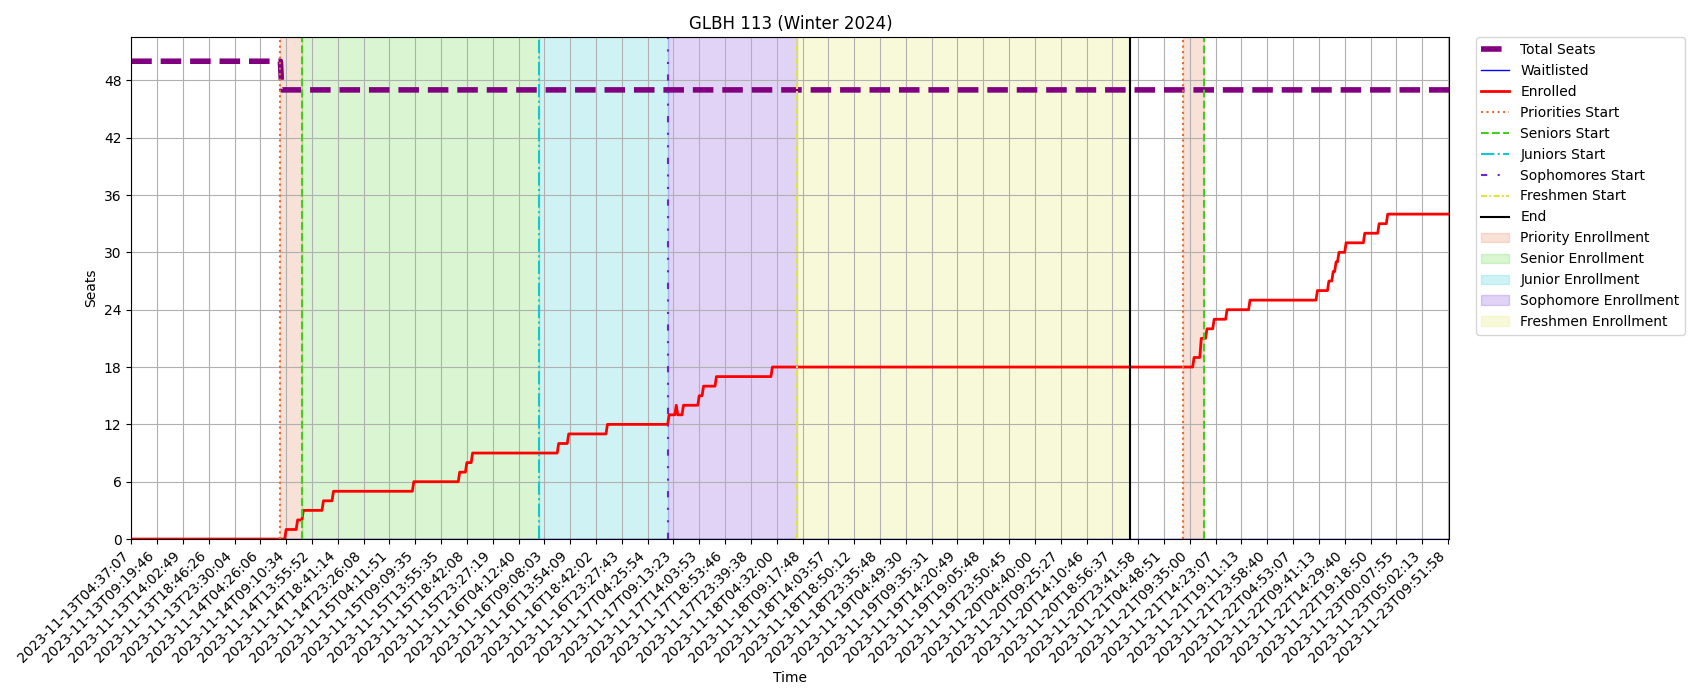 GLBH 113 (Winter 2024)
Seats
48
42
36
30
24
18
12
6
0
2023-11-13T04:37:07
2023-11-13T09:19:46
2023-11-13T14:02:49
2023-11-13T18:46:26
2023-11-13T23:30:04
2023-11-14T04:26:06
2023-11-14T09:10:34
2023-11-14T13:55:52
2023-11-14T18:41:14
2023-11-14T23:26:08
2023-11-15T04:11:51
2023-11-15T09:09:35
2023-11-15T13:55:35
2023-11-15T18:42:08
2023-11-15T23:27:19
2023-11-16T04:12:40
2023-11-16T09:08:03
2023-11-16T13:54:09
2023-11-16T18:42:02
2023-11-16T23:27:43
2023-11-17T04:25:54
2023-11-17T09:13:23
2023-11-17T14:03:53
2023-11-17T18:53:46
2023-11-17T23:39:38
2023-11-18T04:32:00
2023-11-18T09:17:48
2023-11-18T14:03:57
2023-11-18T18:50:12
2023-11-18T23:35:48
2023-11-19T04:49:30
2023-11-19T09:35:31
2023-11-19T14:20:49
2023-11-19T19:05:48
2023-11-19T23:50:45
2023-11-20T04:40:00
2023-11-20T09:25:27
2023-11-20T14:10:46
2023-11-20T18:56:37
2023-11-20T23:41:58
2023-11-21T04:48:51
2023-11-21T09:35:00
2023-11-21T14:23:07
2023-11-21T19:11:13
2023-11-21T23:58:40
2023-11-22T04:53:07
2023-11-22T09:41:13
2023-11-22T14:29:40
2023-11-22T19:18:50
2023-11-23T00:07:55
2023-11-23T05:02:13
2023-11-23T09:51:58
Time
Total Seats
Waitlisted
Enrolled
Priorities Start
Seniors Start
Juniors Start
Sophomores Start
Freshmen Start
End
Priority Enrollment
Senior Enrollment
Junior Enrollment
Sophomore Enrollment
Freshmen Enrollment